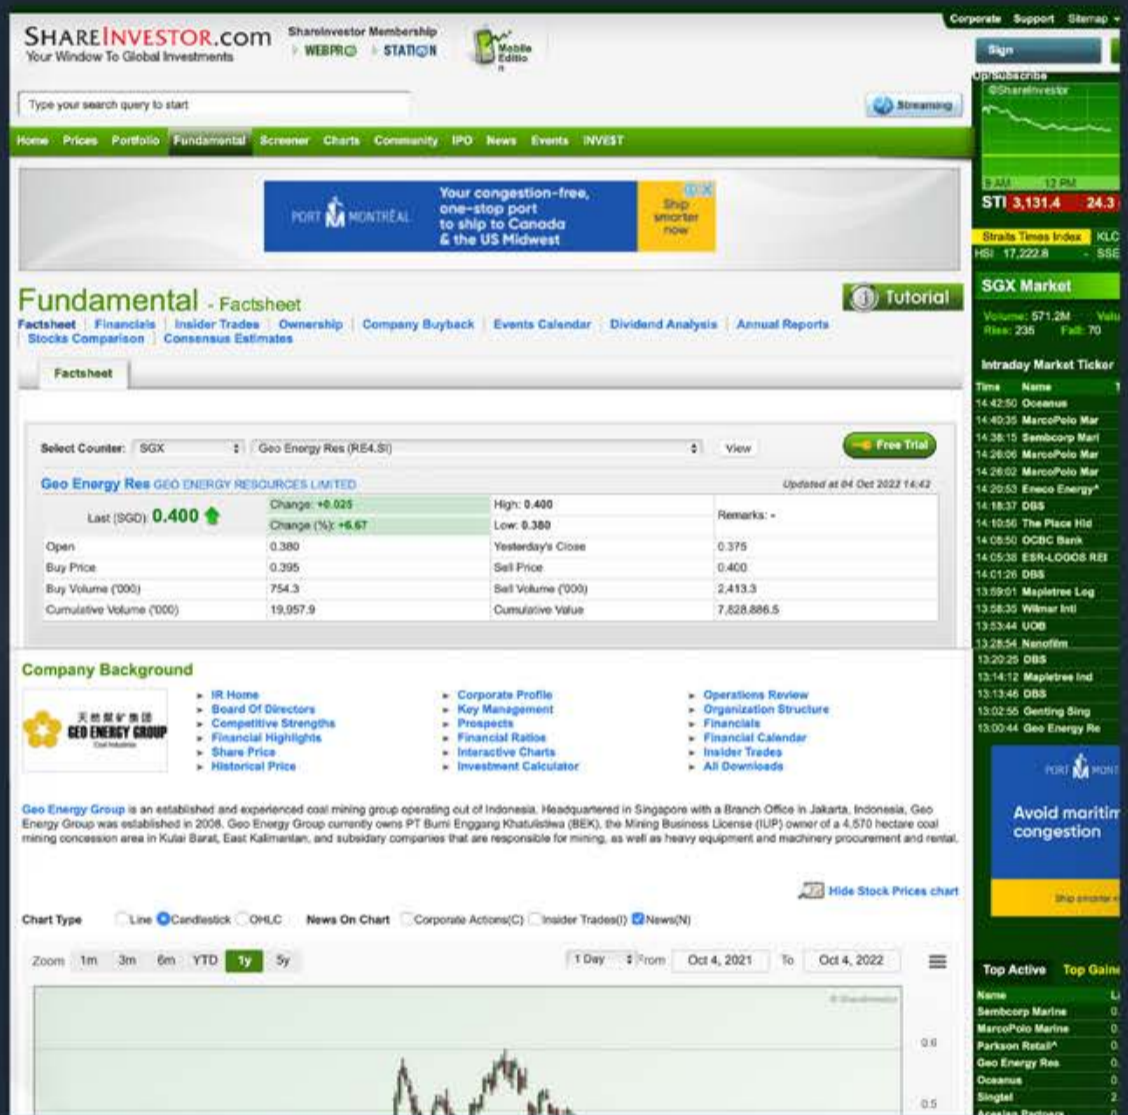 Corporate Support Sitemap
SHAREINVESTOR.com
Your Window To Global Investments
ShareInvestor Membership
WEBPRO STATION
Mobile Editio n
Sign
Up/Subscribe
Type your search query to start
Streaming
Home Prices Portfolio Fundamental Screener Charts Community IPO News Events INVEST
©ShareInvestor
9 AM 12 PM
STI 3,131.4 24.3
Straits Times Index KLC
HSI 17,222.8 - SSE
PORT MONTRÉAL
Your congestion-free,
one-stop port
to ship to Canada
& the US Midwest
Ship
smarter
now
Fundamental - Factsheet
Tutorial
Factsheet Financials Insider Trades Ownership Company Buyback Events Calendar Dividend Analysis Annual Reports
Stocks Comparison Consensus Estimates
Factsheet
SGX Market
Volume: 571.2M Valu
Rise: 235 Fall: 70
Select Counter: SGX Geo Energy Res (RE4.SI) View Free Trial
Geo Energy Res GEO ENERGY RESOURCES LIMITED Updated at 04 Oct 2022 14:42
Last (SGD): 0.400 Change: +0.025 High: 0.400 Remarks: -
Change (%): +6.67 Low: 0.380
Open 0.380 Yesterday's Close 0.375
Buy Price 0.395 Sell Price 0.400
Buy Volume ('000) 754.3 Sell Volume ('000) 2,413.3
Cumulative Volume ('000) 19,957.9 Cumulative Value 7,828,886.5
Intraday Market Ticker
Time Name T
14:42:50 Oceanus
14:40:35 MarcoPolo Mar
14:38:15 Sembcorp Mari
14:26:06 MarcoPolo Mar
14:26:02 MarcoPolo Mar
14:20:53 Eneco Energy^
14:18:37 DBS
14:10:56 The Place Hld
14:08:50 OCBC Bank
14:05:38 ESR-LOGOS REI
14:01:26 DBS
13:59:01 Mapletree Log
13:58:35 Wilmar Intl
13:53:44 UOB
13:28:54 Nanofilm
13:20:25 DBS
13:14:12 Mapletree Ind
13:13:46 DBS
13:02:55 Genting Sing
13:00:44 Geo Energy Re
Company Background
天然煤矿集团
GEO ENERGY GROUP
Coal Industries
IR Home Corporate Profile Operations Review
Board Of Directors Key Management Organization Structure
Competitive Strengths Prospects Financials
Financial Highlights Financial Ratios Financial Calendar
Share Price Interactive Charts Insider Trades
Historical Price Investment Calculator All Downloads
Geo Energy Group is an established and experienced coal mining group operating out of Indonesia. Headquartered in Singapore with a Branch Office in Jakarta, Indonesia, Geo
Energy Group was established in 2008. Geo Energy Group currently owns PT Bumi Enggang Khatulistiwa (BEK), the Mining Business License (IUP) owner of a 4,570 hectare coal
mining concession area in Kutai Barat, East Kalimantan, and subsidary companies that are responsible for mining, as well as heavy equipment and machinery procurement and rental.
PORT MONT
Avoid maritim
congestion
Hide Stock Prices chart
Chart Type Line Candlestick OHLC News On Chart Corporate Actions(C) Insider Trades(I) News(N)
Zoom 1m 3m 6m YTD 1y 5y 1 Day From Oct 4, 2021 To Oct 4, 2022
© ShareInvestor
0.6
0.5
Top Active Top Gaine
Name L
Sembcorp Marine 0.
MarcoPolo Marine 0.
Parkson Retail^ 0.
Geo Energy Res 0.
Oceanus 0.
Singtel 2.